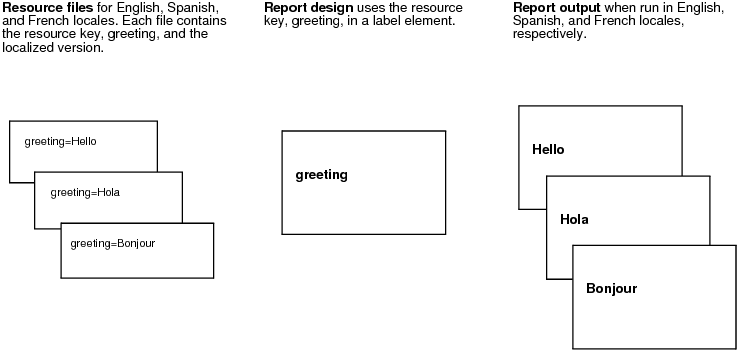 Resource files for English, Spanish,
and French locales. Each file contains
the resource key, greeting, and the
localized version.
Report design uses the resource
key, greeting, in a label element.
Report output when run in English,
Spanish, and French locales,
respectively.
greeting=Hello
greeting=Hola
greeting=Bonjour
greeting
Hello
Hola
Bonjour